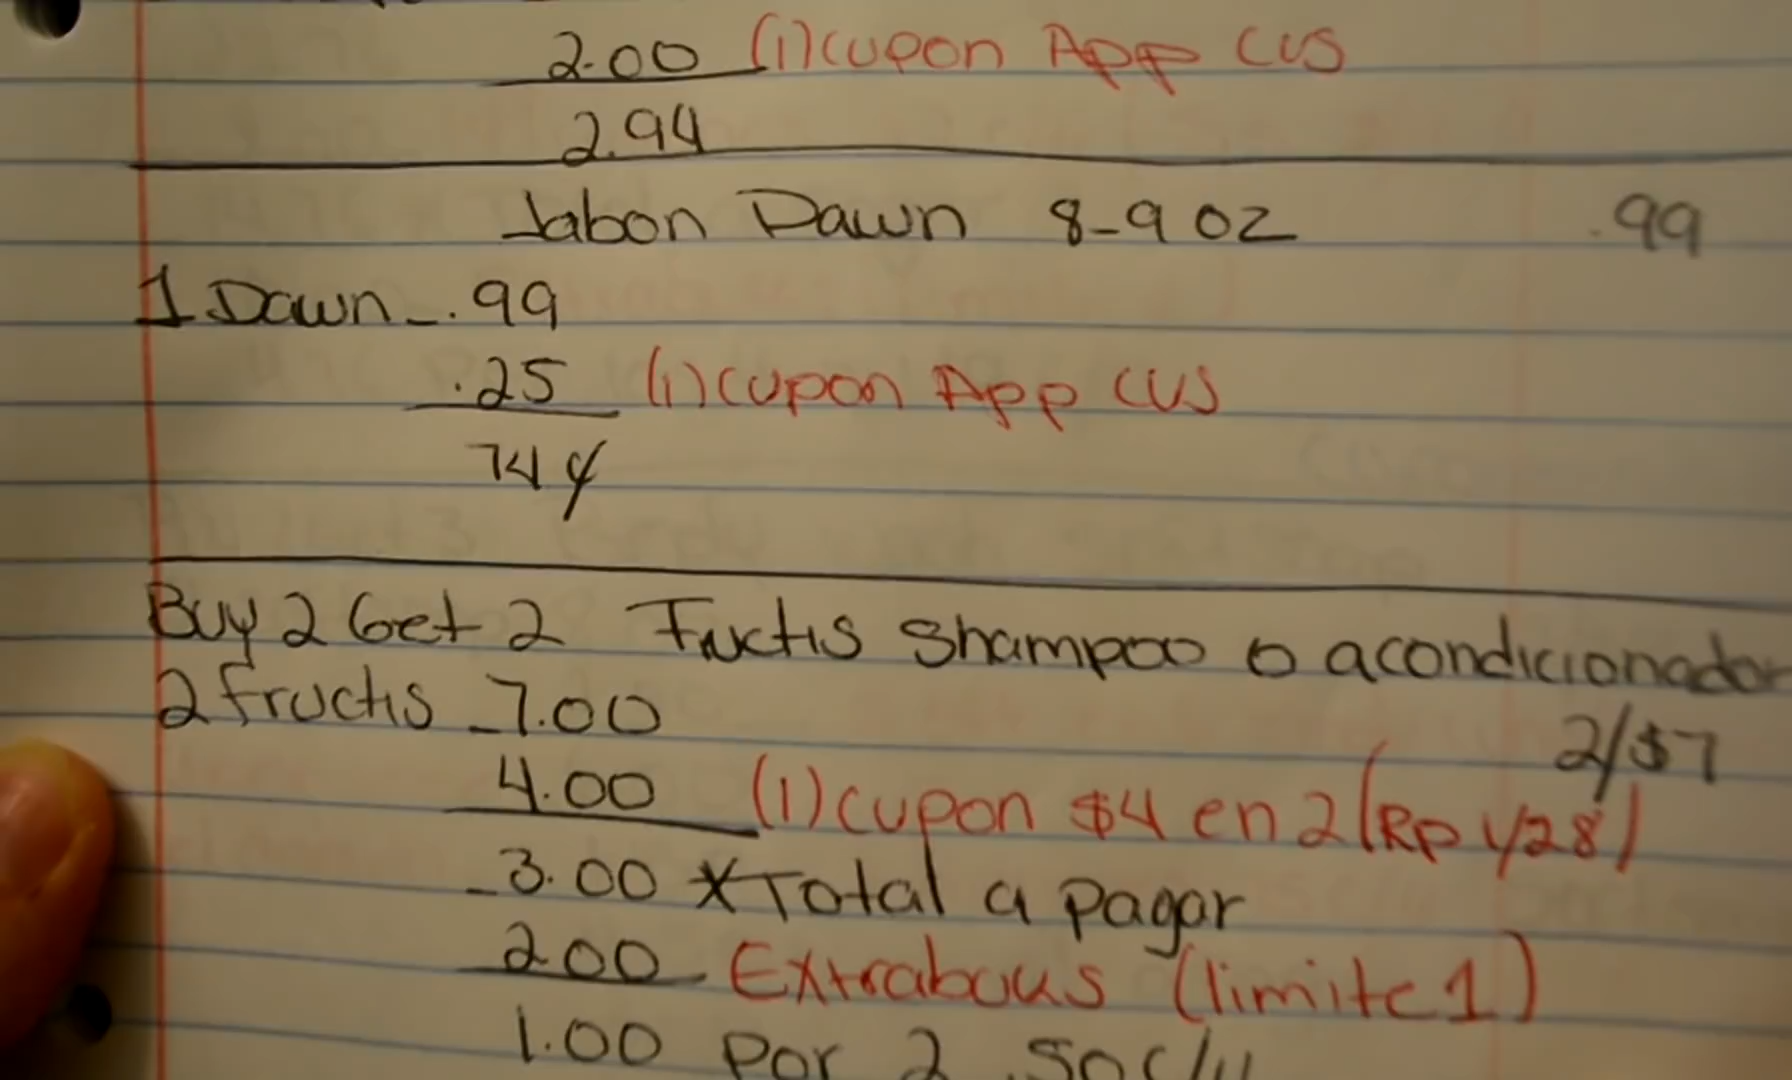 2.00 (1) cupon App CVS
2.94
Jabon Dawn 8-9 oz .99
1 Dawn - .99
.25 (1) cupon App CVS
74¢
Buy 2 Get 2 Fructis Shampoo o acondicionador
2/$7
2 fructis - 7.00
4.00 (1) cupon $4 en 2 (RP 1/28)
- 3.00 * Total a pagar
2.00 Extrabucks (limite 1)
1.00 por 2 .50 c/u